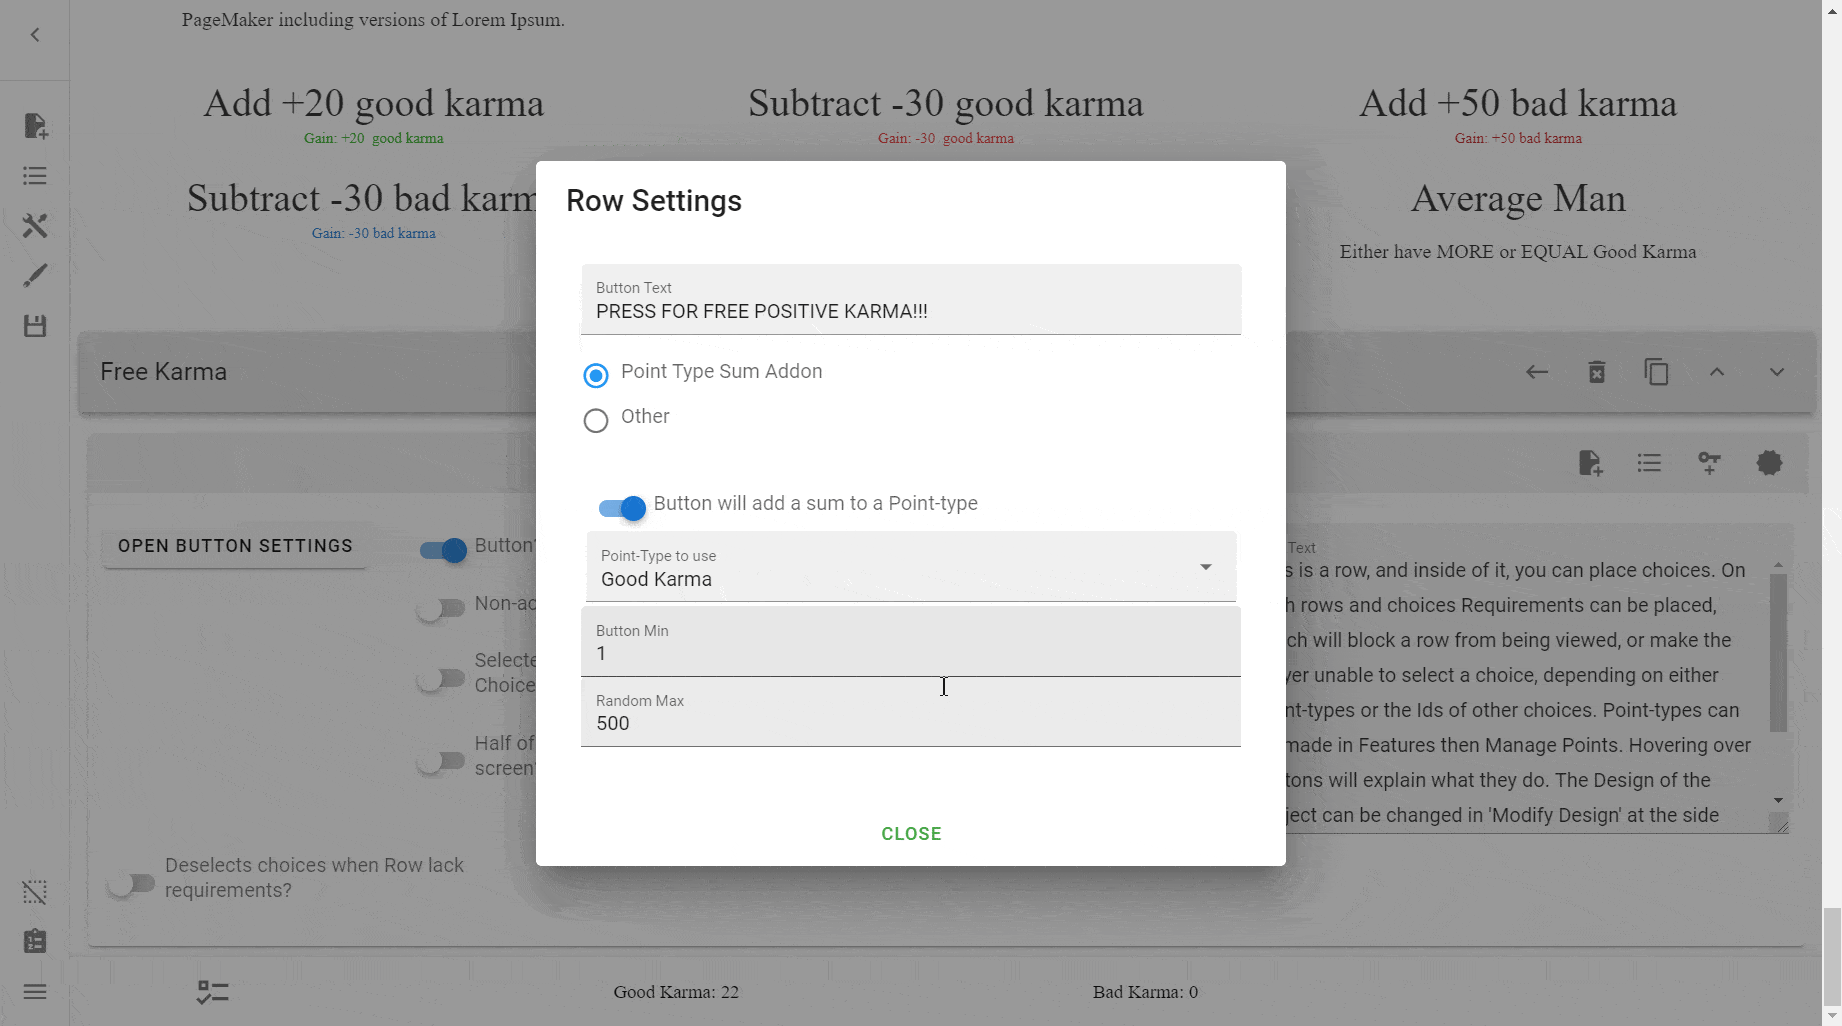 PageMaker including versions of Lorem Ipsum.
Add +20 good karma
Gain: +20 good karma
Subtract -30 good karma
Gain: -30 good karma
Add +50 bad karma
Gain: +50 bad karma
Subtract -30 bad karm
Gain: -30 bad karma
Average Man
Either have MORE or EQUAL Good Karma
Free Karma
Row Settings
Button Text
PRESS FOR FREE POSITIVE KARMA!!!
Point Type Sum Addon
Other
Button will add a sum to a Point-type
Point-Type to use
Good Karma
Button Min
1
Random Max
500
CLOSE
OPEN BUTTON SETTINGS
Button?
Non-ac
Selecte
Choice
Half of
screen?
Deselects choices when Row lack
requirements?
Text
s is a row, and inside of it, you can place choices. On
h rows and choices Requirements can be placed,
ch will block a row from being viewed, or make the
yer unable to select a choice, depending on either
nt-types or the Ids of other choices. Point-types can
made in Features then Manage Points. Hovering over
tons will explain what they do. The Design of the
ject can be changed in 'Modify Design' at the side
Good Karma: 22
Bad Karma: 0